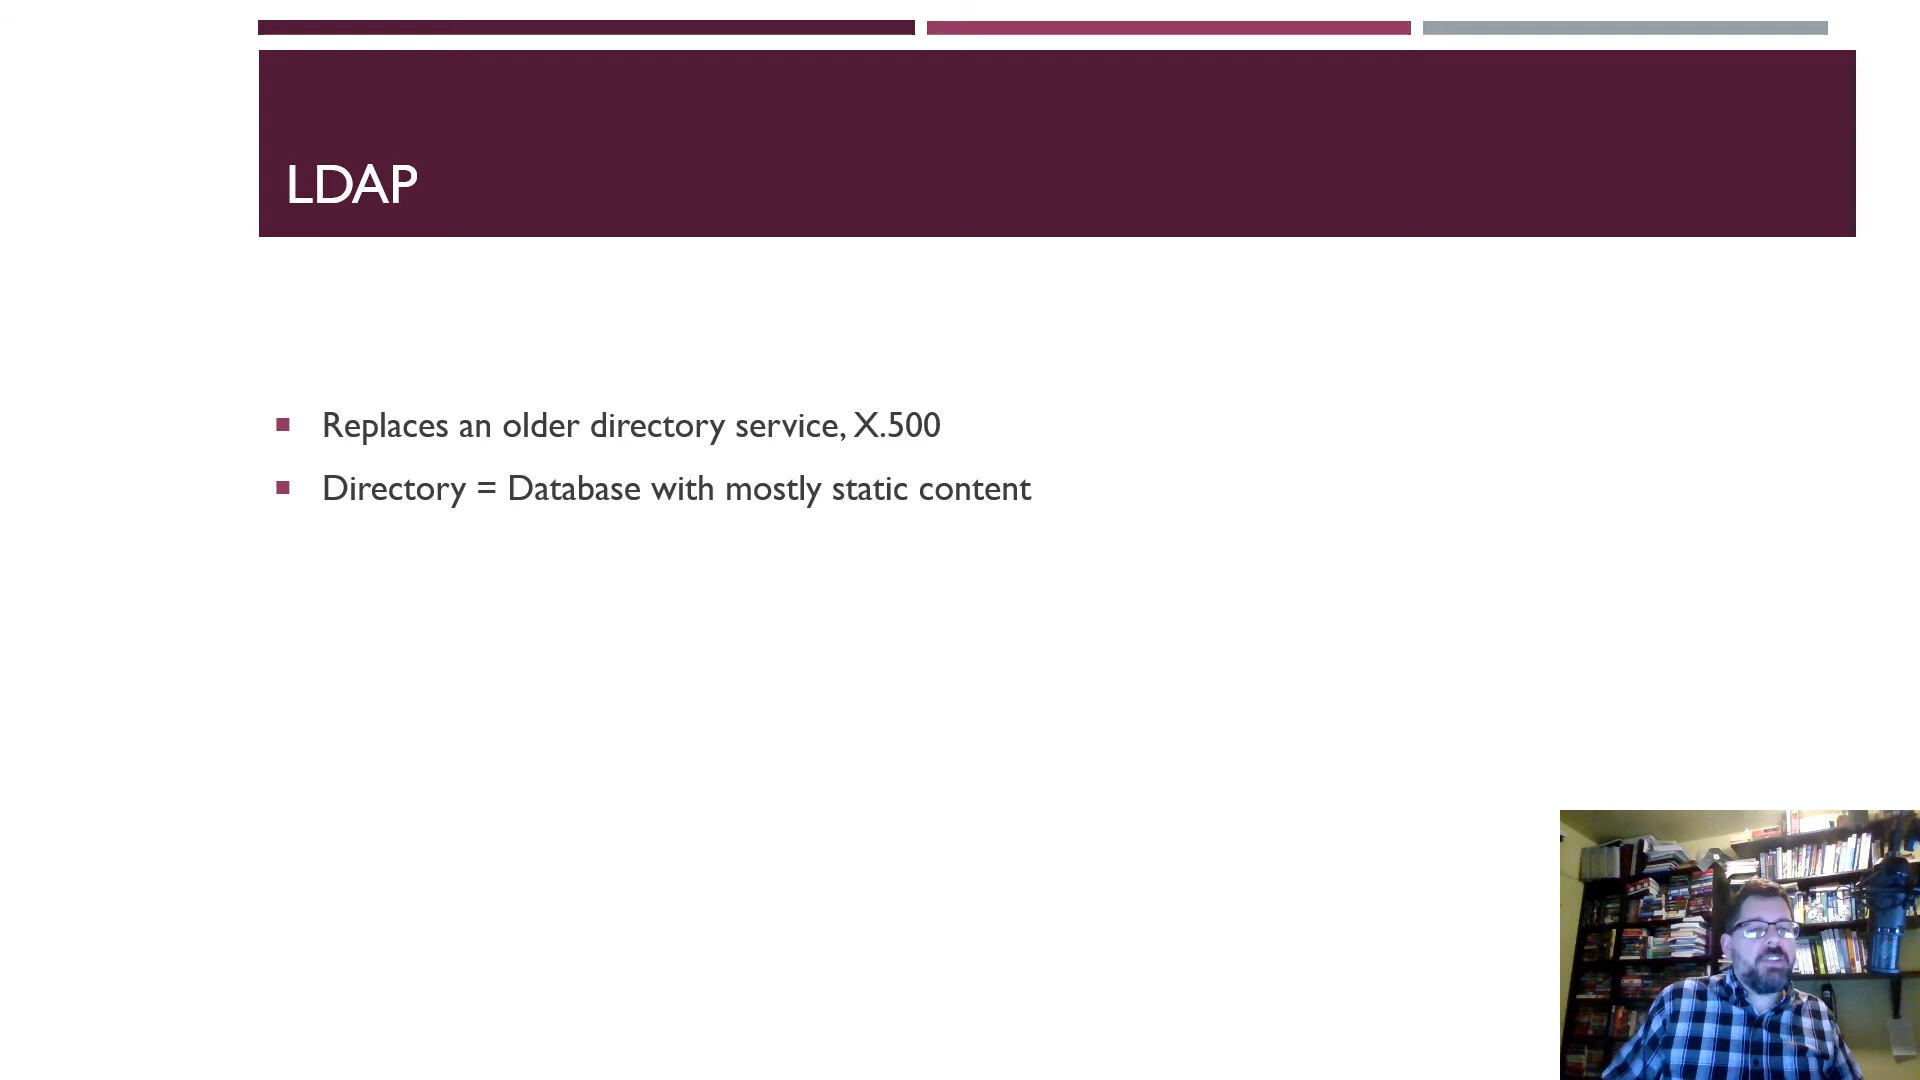 LDAP
Replaces an older directory service, X.500
Directory = Database with mostly static content